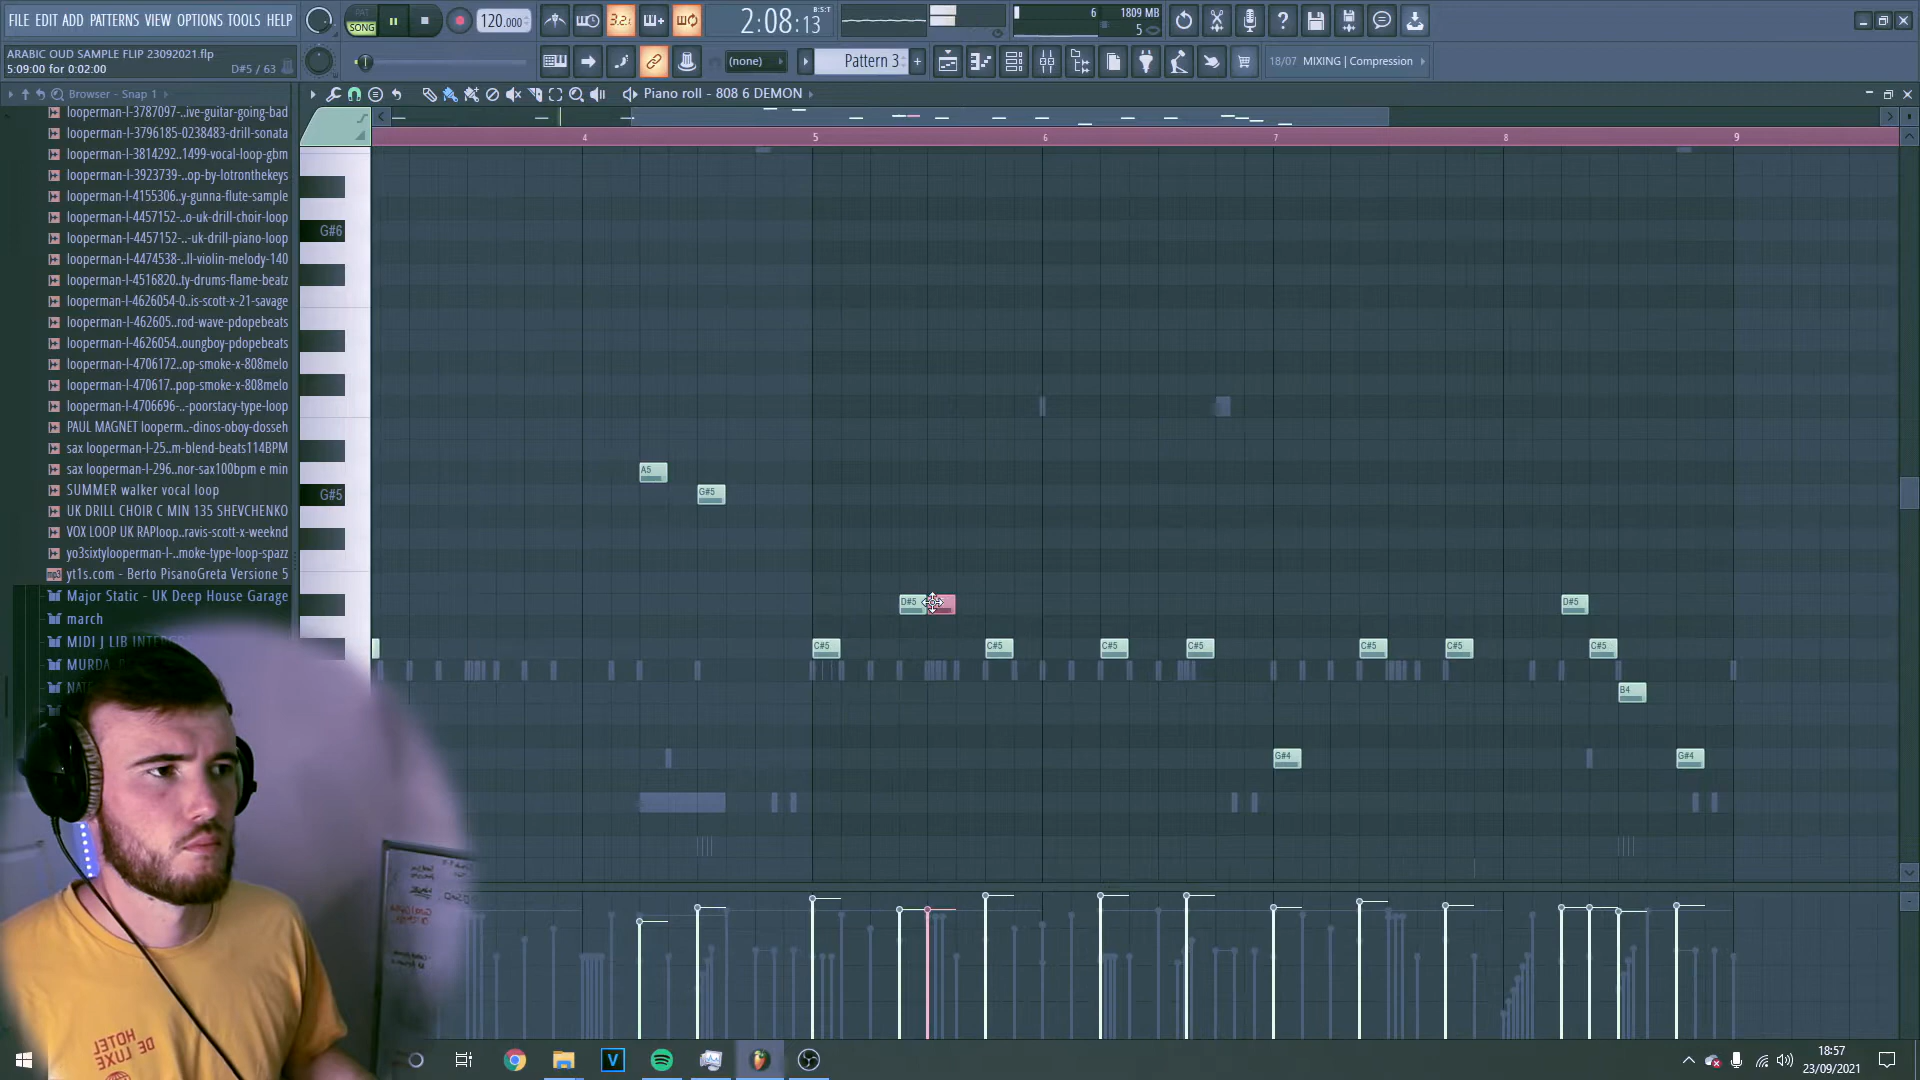 FILE EDIT ADD PATTERNS VIEW OPTIONS TOOLS HELP
PAT
SONG
120.000
3.2.
2:08:13
B:S:T
6
1809 MB
5
ARABIC OUD SAMPLE FLIP 23092021.flp
5:09:00 for 0:02:00
D#5 / 63
(none)
Pattern 3
+
18/07 MIXING | Compression
Browser - Snap 1
Piano roll - 808 6 DEMON
looperman-l-3787097-..ive-guitar-going-bad
looperman-l-3796185-0238483-drill-sonata
looperman-l-3814292..1499-vocal-loop-gbm
looperman-l-3923739-..op-by-lotronthekeys
looperman-l-4155306..y-gunna-flute-sample
looperman-l-4457152-..o-uk-drill-choir-loop
looperman-l-4457152-..-uk-drill-piano-loop
looperman-l-4474538-..ll-violin-melody-140
looperman-l-4516820..ty-drums-flame-beatz
looperman-l-4626054-0..is-scott-x-21-savage
looperman-l-462605..rod-wave-pdopebeats
looperman-l-4626054..oungboy-pdopebeats
looperman-l-4706172..op-smoke-x-808melo
looperman-l-470617..pop-smoke-x-808melo
looperman-l-4706696-..-poorstacy-type-loop
PAUL MAGNET looperm..-dinos-oboy-dosseh
sax looperman-l-25..m-blend-beats114BPM
sax looperman-l-296..nor-sax100bpm e min
SUMMER walker vocal loop
UK DRILL CHOIR C MIN 135 SHEVCHENKO
VOX LOOP UK RAPloop..ravis-scott-x-weeknd
yo3sixtylooperman-l-..moke-type-loop-spazz
mp3 yt1s.com - Berto PisanoGreta Versione 5
Major Static - UK Deep House Garage
march
MIDI J LIB
MURDA
4 5 6 7 8 9
G#6
A5
G#5 G#5
D#5 D#5
C#5 C#5 C#5 C#5 C#5 C#5 C#5
B4
G#4 G#4
HOTEL
DE LUXE
18:57
23/09/2021